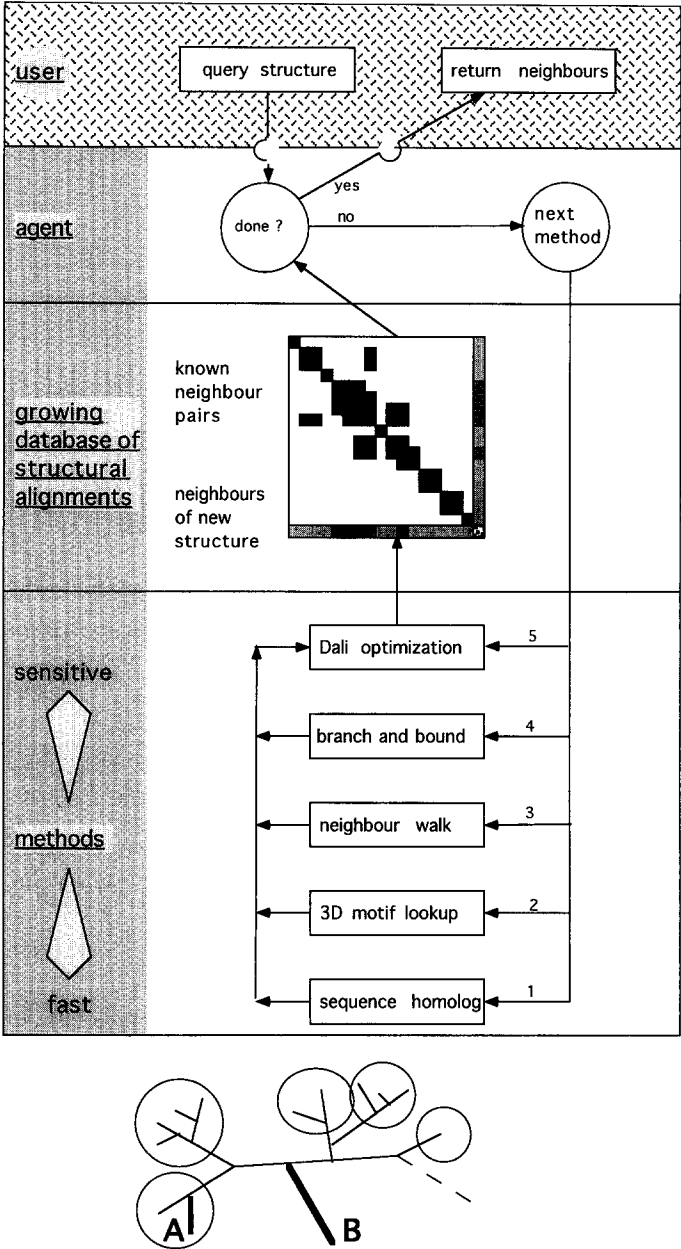 user
query structure
return neighbours
yes
agent
done ?
no
next
method
known
neighbour
pairs
growing
database of
structural
alignments
neighbours
of new
structure
Dali optimization
5
sensitive
branch and bound
4
neighbour walk
3
methods
3D motif lookup
2
sequence homolog
1
fast
A
B